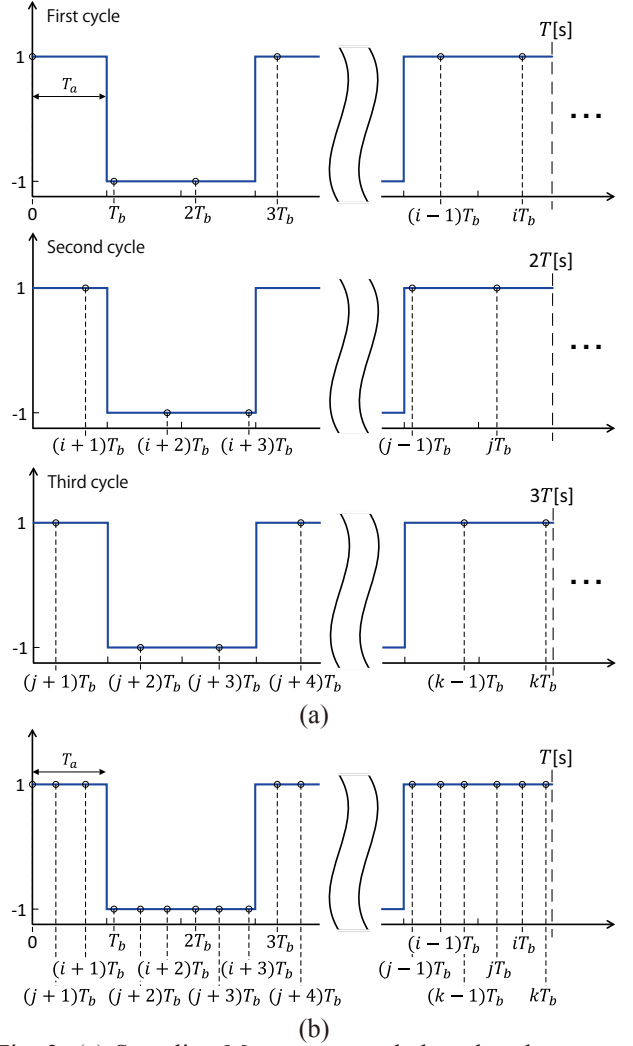 First cycle
T[s]
1
T_a
-1
0 T_b 2T_b 3T_b (i − 1)T_b iT_b
...
Second cycle
2T[s]
1
-1
(i + 1)T_b (i + 2)T_b (i + 3)T_b (j − 1)T_b jT_b
...
Third cycle
3T[s]
1
-1
(j + 1)T_b (j + 2)T_b (j + 3)T_b (j + 4)T_b (k − 1)T_b kT_b
...
(a)
T_a
T[s]
1
-1
0 T_b 2T_b 3T_b (i − 1)T_b iT_b
(i + 1)T_b (i + 2)T_b (i + 3)T_b (j − 1)T_b jT_b
(j + 1)T_b (j + 2)T_b (j + 3)T_b (j + 4)T_b (k − 1)T_b kT_b
(b)